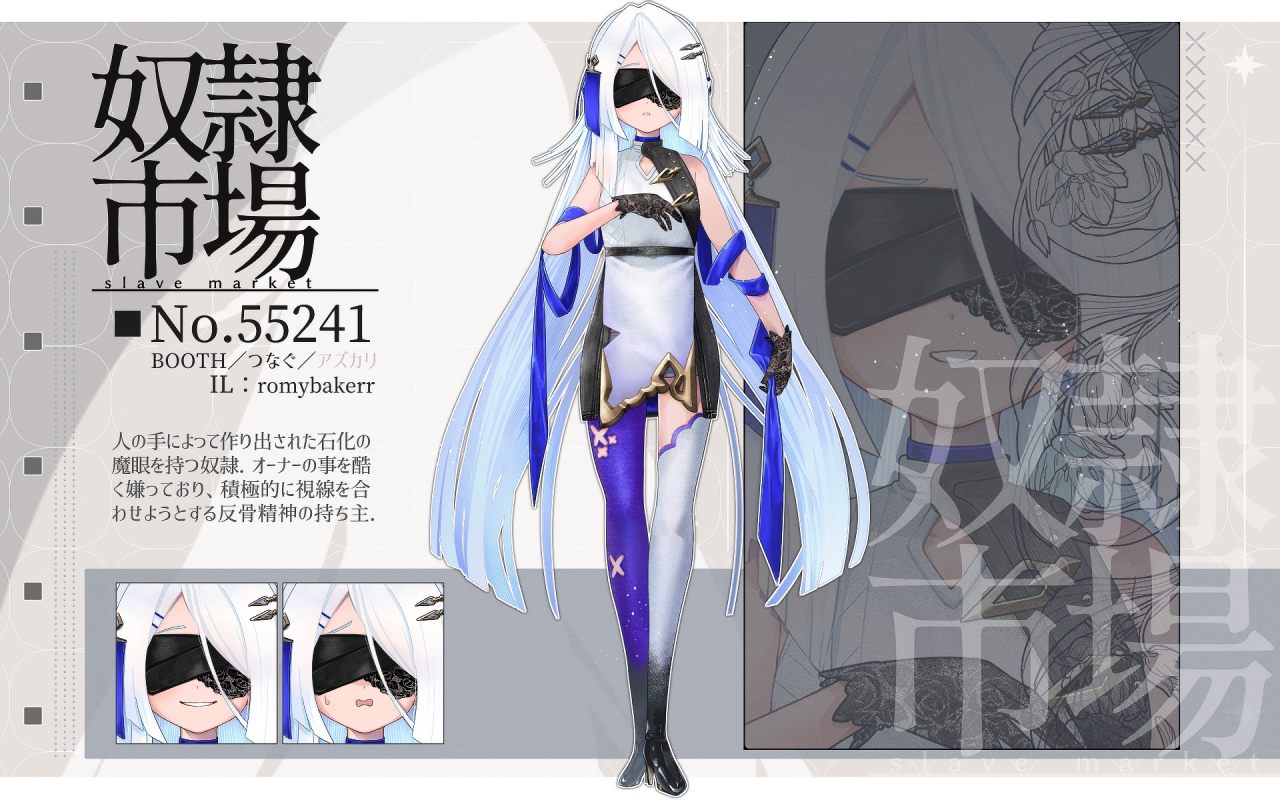 奴隷
市場
slave market
■No.55241
BOOTH／つなぐ／アズカリ
IL：romybakerr
人の手によって作り出された石化の
魔眼を持つ奴隷．オーナーの事を酷
く嫌っており、積極的に視線を合
わせようとする反骨精神の持ち主．
奴隷
市場
slave market